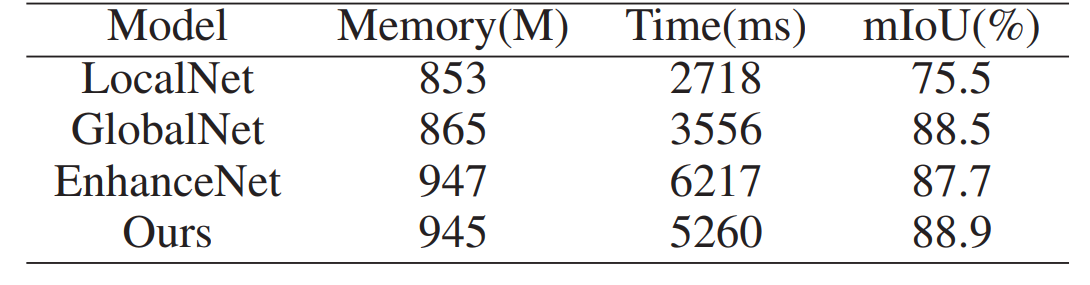 Model Memory(M) Time(ms) mIoU(%)
LocalNet 853 2718 75.5
GlobalNet 865 3556 88.5
EnhanceNet 947 6217 87.7
Ours 945 5260 88.9